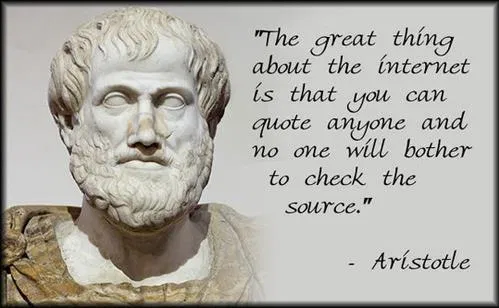 "The great thing
about the internet
is that you can
quote anyone and
no one will bother
to check the
source."
- Aristotle